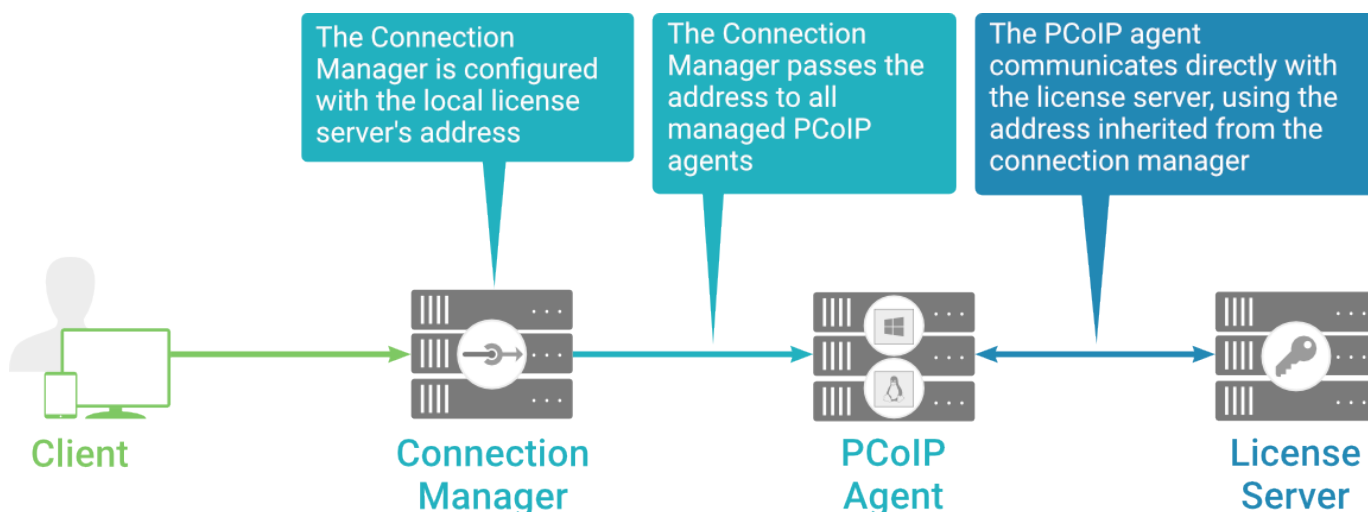 The Connection
Manager is configured
with the local license
server's address
The Connection
Manager passes the
address to all
managed PCoIP
agents
The PCoIP agent
communicates directly with
the license server, using the
address inherited from the
connection manager
Client
Connection
Manager
PCoIP
Agent
License
Server